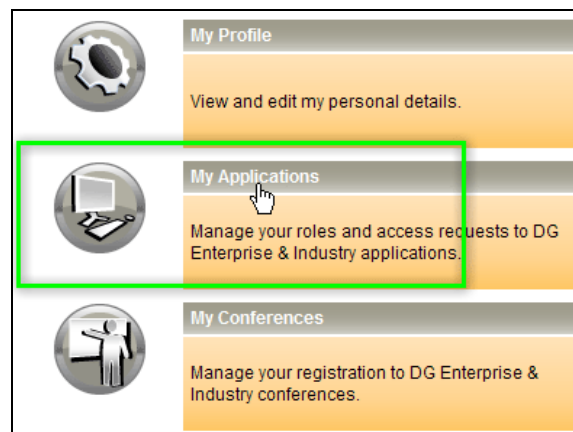 My Profile
View and edit my personal details.
My Applications
Manage your roles and access requests to DG
Enterprise & Industry applications.
My Conferences
Manage your registration to DG Enterprise &
Industry conferences.